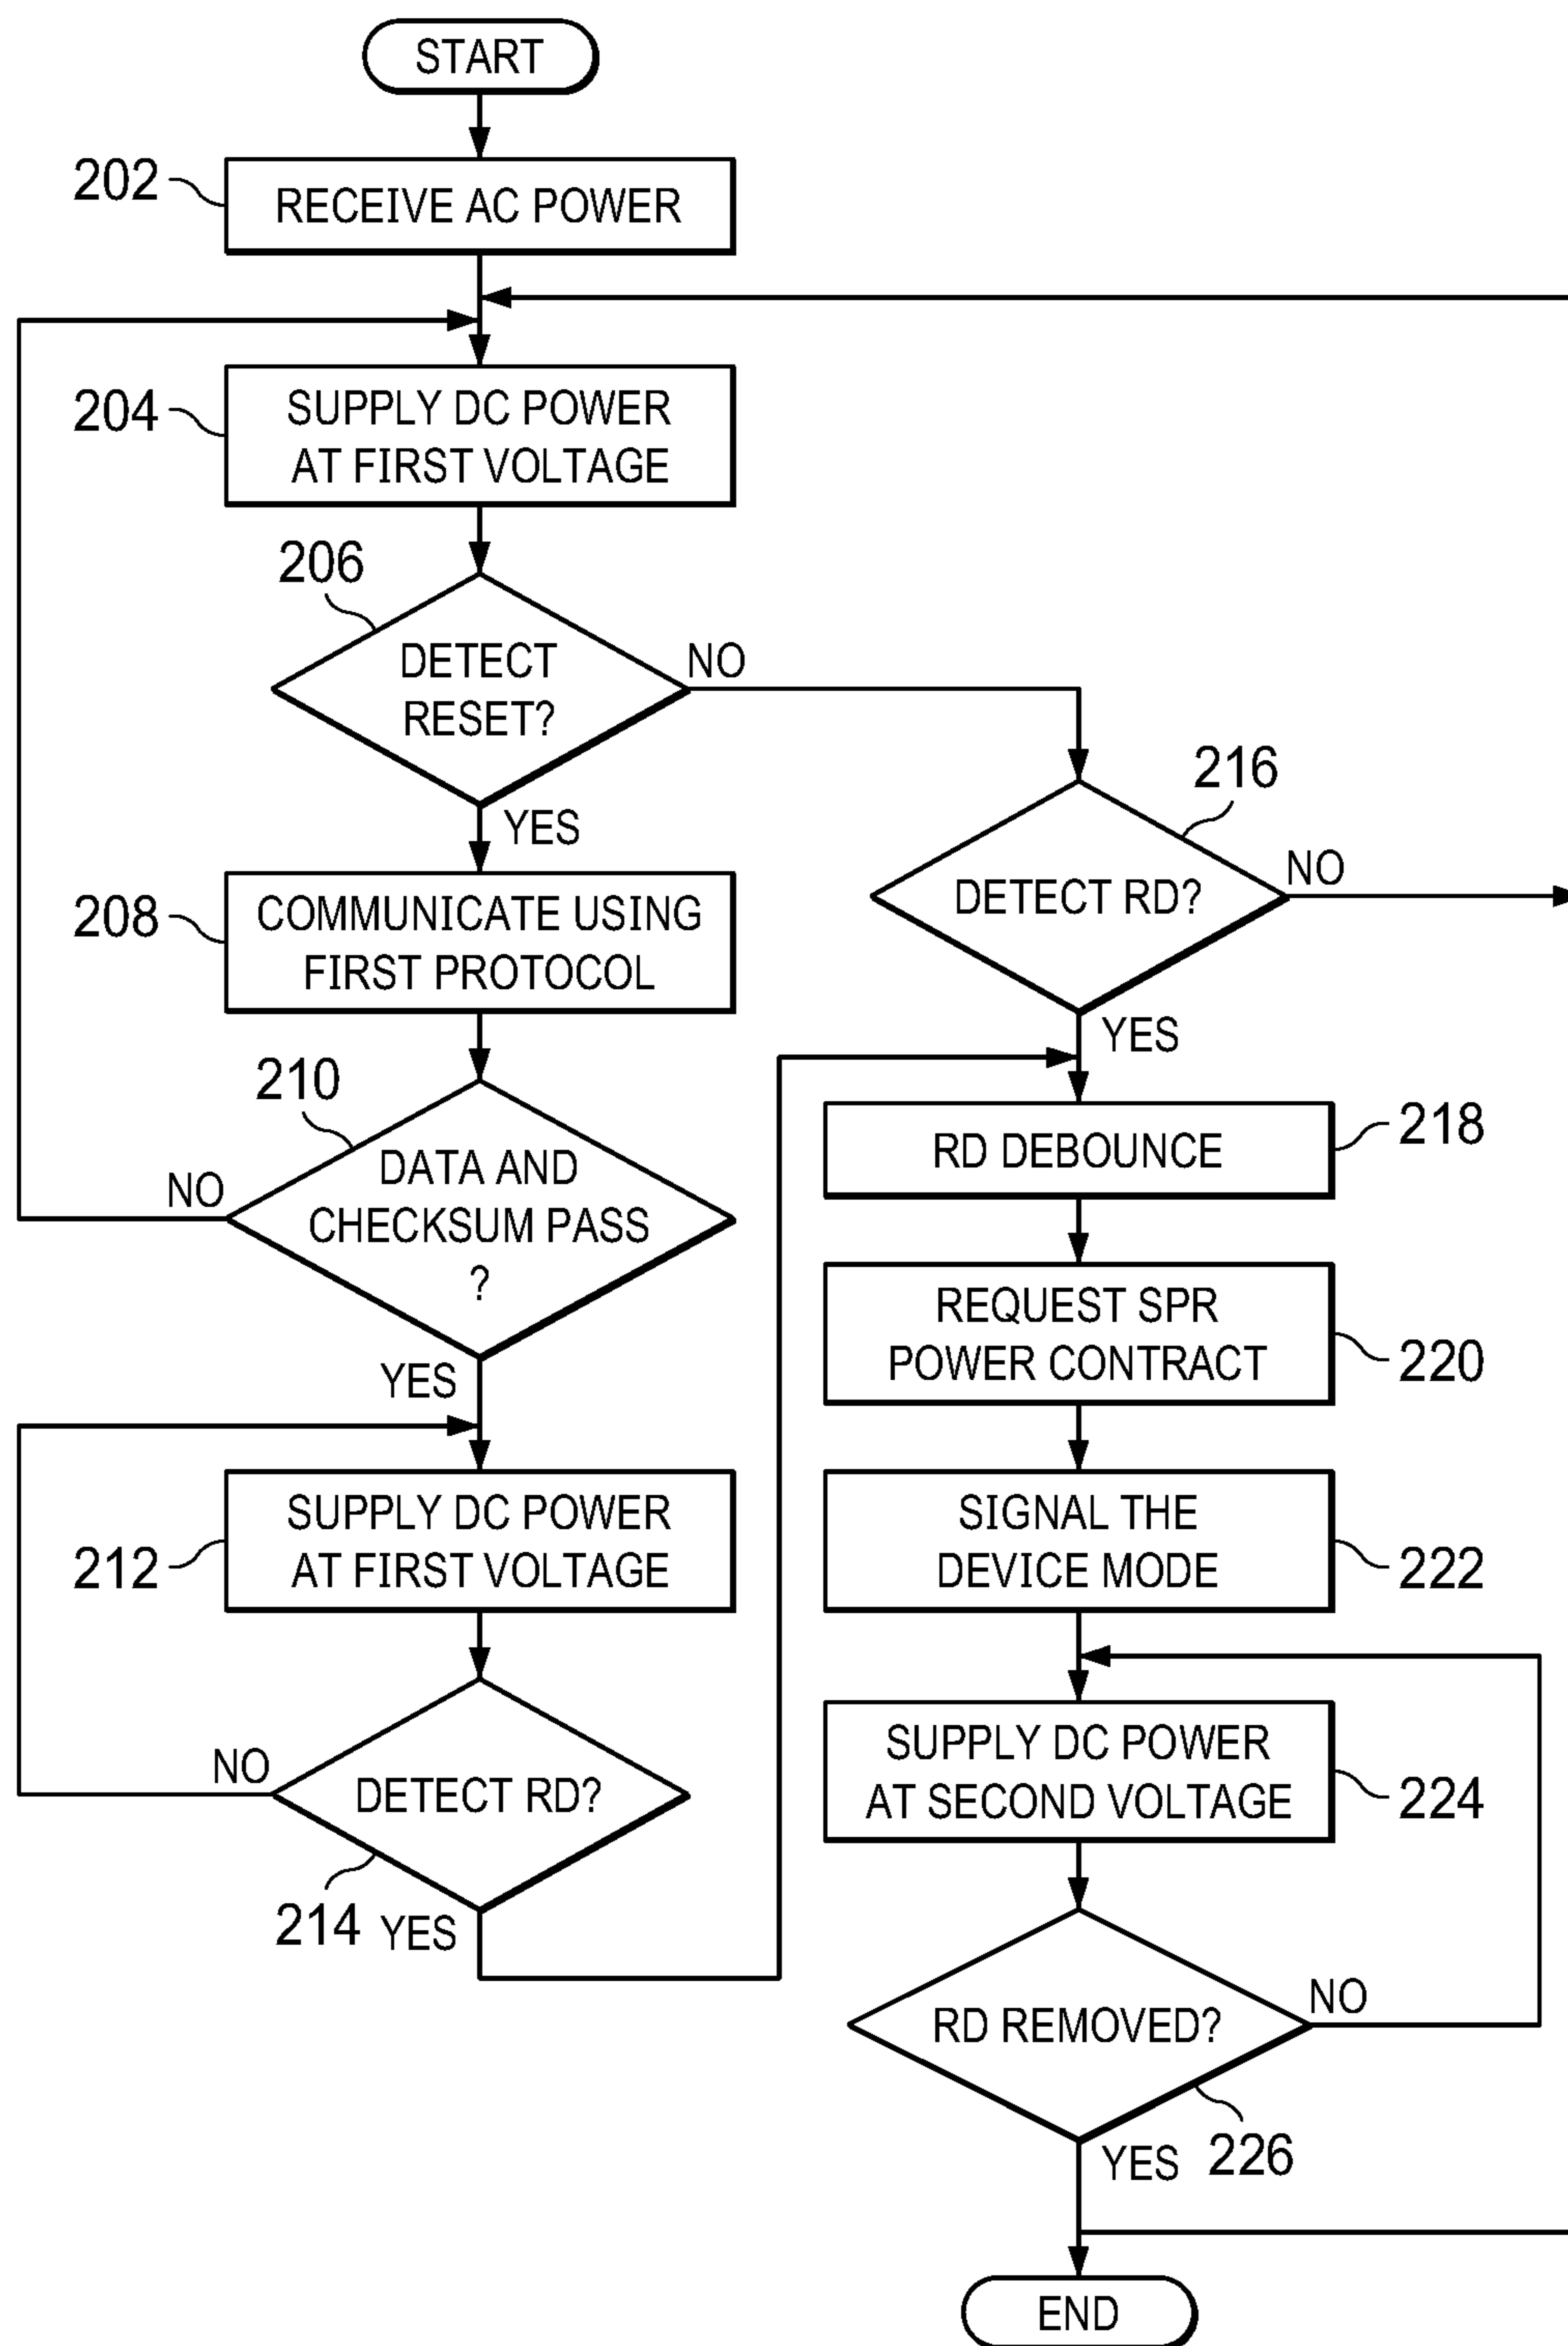 START
202
RECEIVE AC POWER
204
SUPPLY DC POWER
AT FIRST VOLTAGE
206
DETECT
RESET?
NO
YES
208
COMMUNICATE USING
FIRST PROTOCOL
210
DATA AND
CHECKSUM PASS
?
NO
YES
212
SUPPLY DC POWER
AT FIRST VOLTAGE
DETECT RD?
NO
214
YES
216
DETECT RD?
NO
YES
RD DEBOUNCE
218
REQUEST SPR
POWER CONTRACT
220
SIGNAL THE
DEVICE MODE
222
SUPPLY DC POWER
AT SECOND VOLTAGE
224
RD REMOVED?
NO
226
YES
END